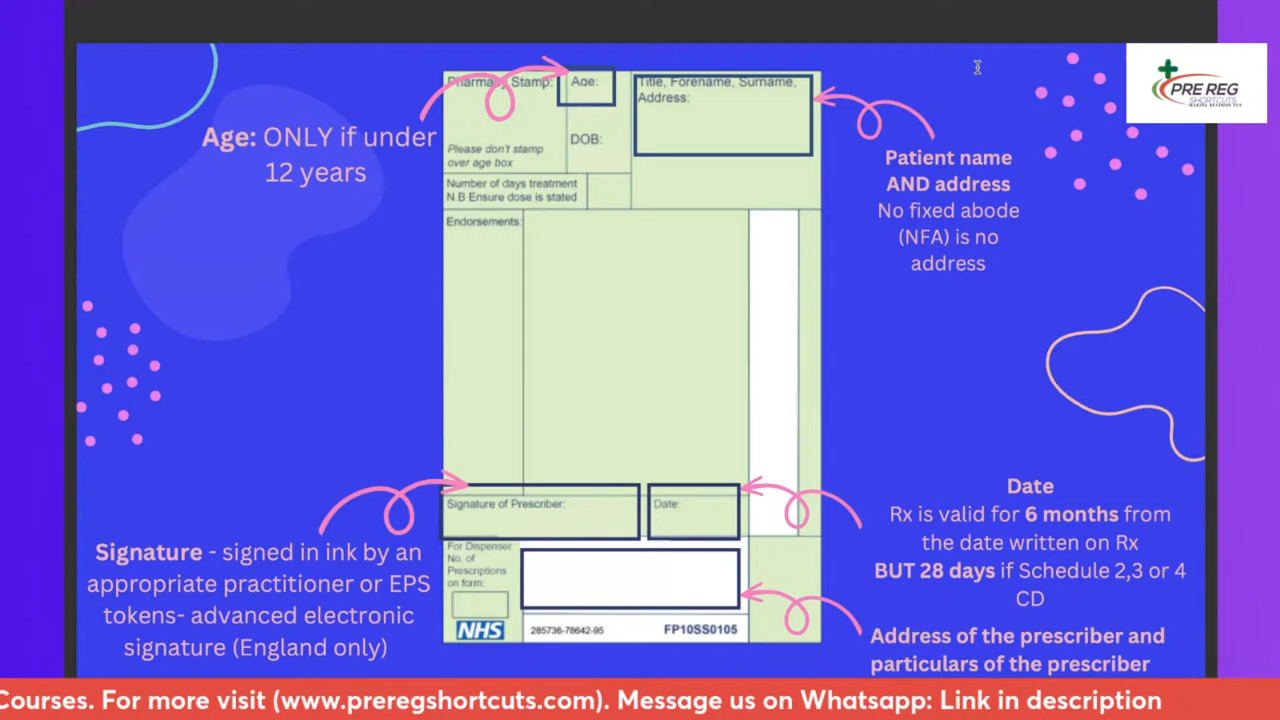 PRE REG
SHORTCUTS
MAKING REVISION FUN
Pharmacy Stamp:
Age:
Title, Forename, Surname,
Address:
Age: ONLY if under
12 years
DOB:
Please don't stamp
over age box
Number of days treatment
N.B Ensure dose is stated
Endorsements:
Patient name
AND address
No fixed abode
(NFA) is no
address
Signature of Prescriber:
Date:
Signature - signed in ink by an
appropriate practitioner or EPS
tokens- advanced electronic
signature (England only)
Date
Rx is valid for 6 months from
the date written on Rx
BUT 28 days if Schedule 2,3 or 4
CD
For Dispenser
No. of
Prescriptions
on form:
NHS
285736-78642-95
FP10SS0105
Address of the prescriber and
particulars of the prescriber
Courses. For more visit (www.preregshortcuts.com). Message us on Whatsapp: Link in description